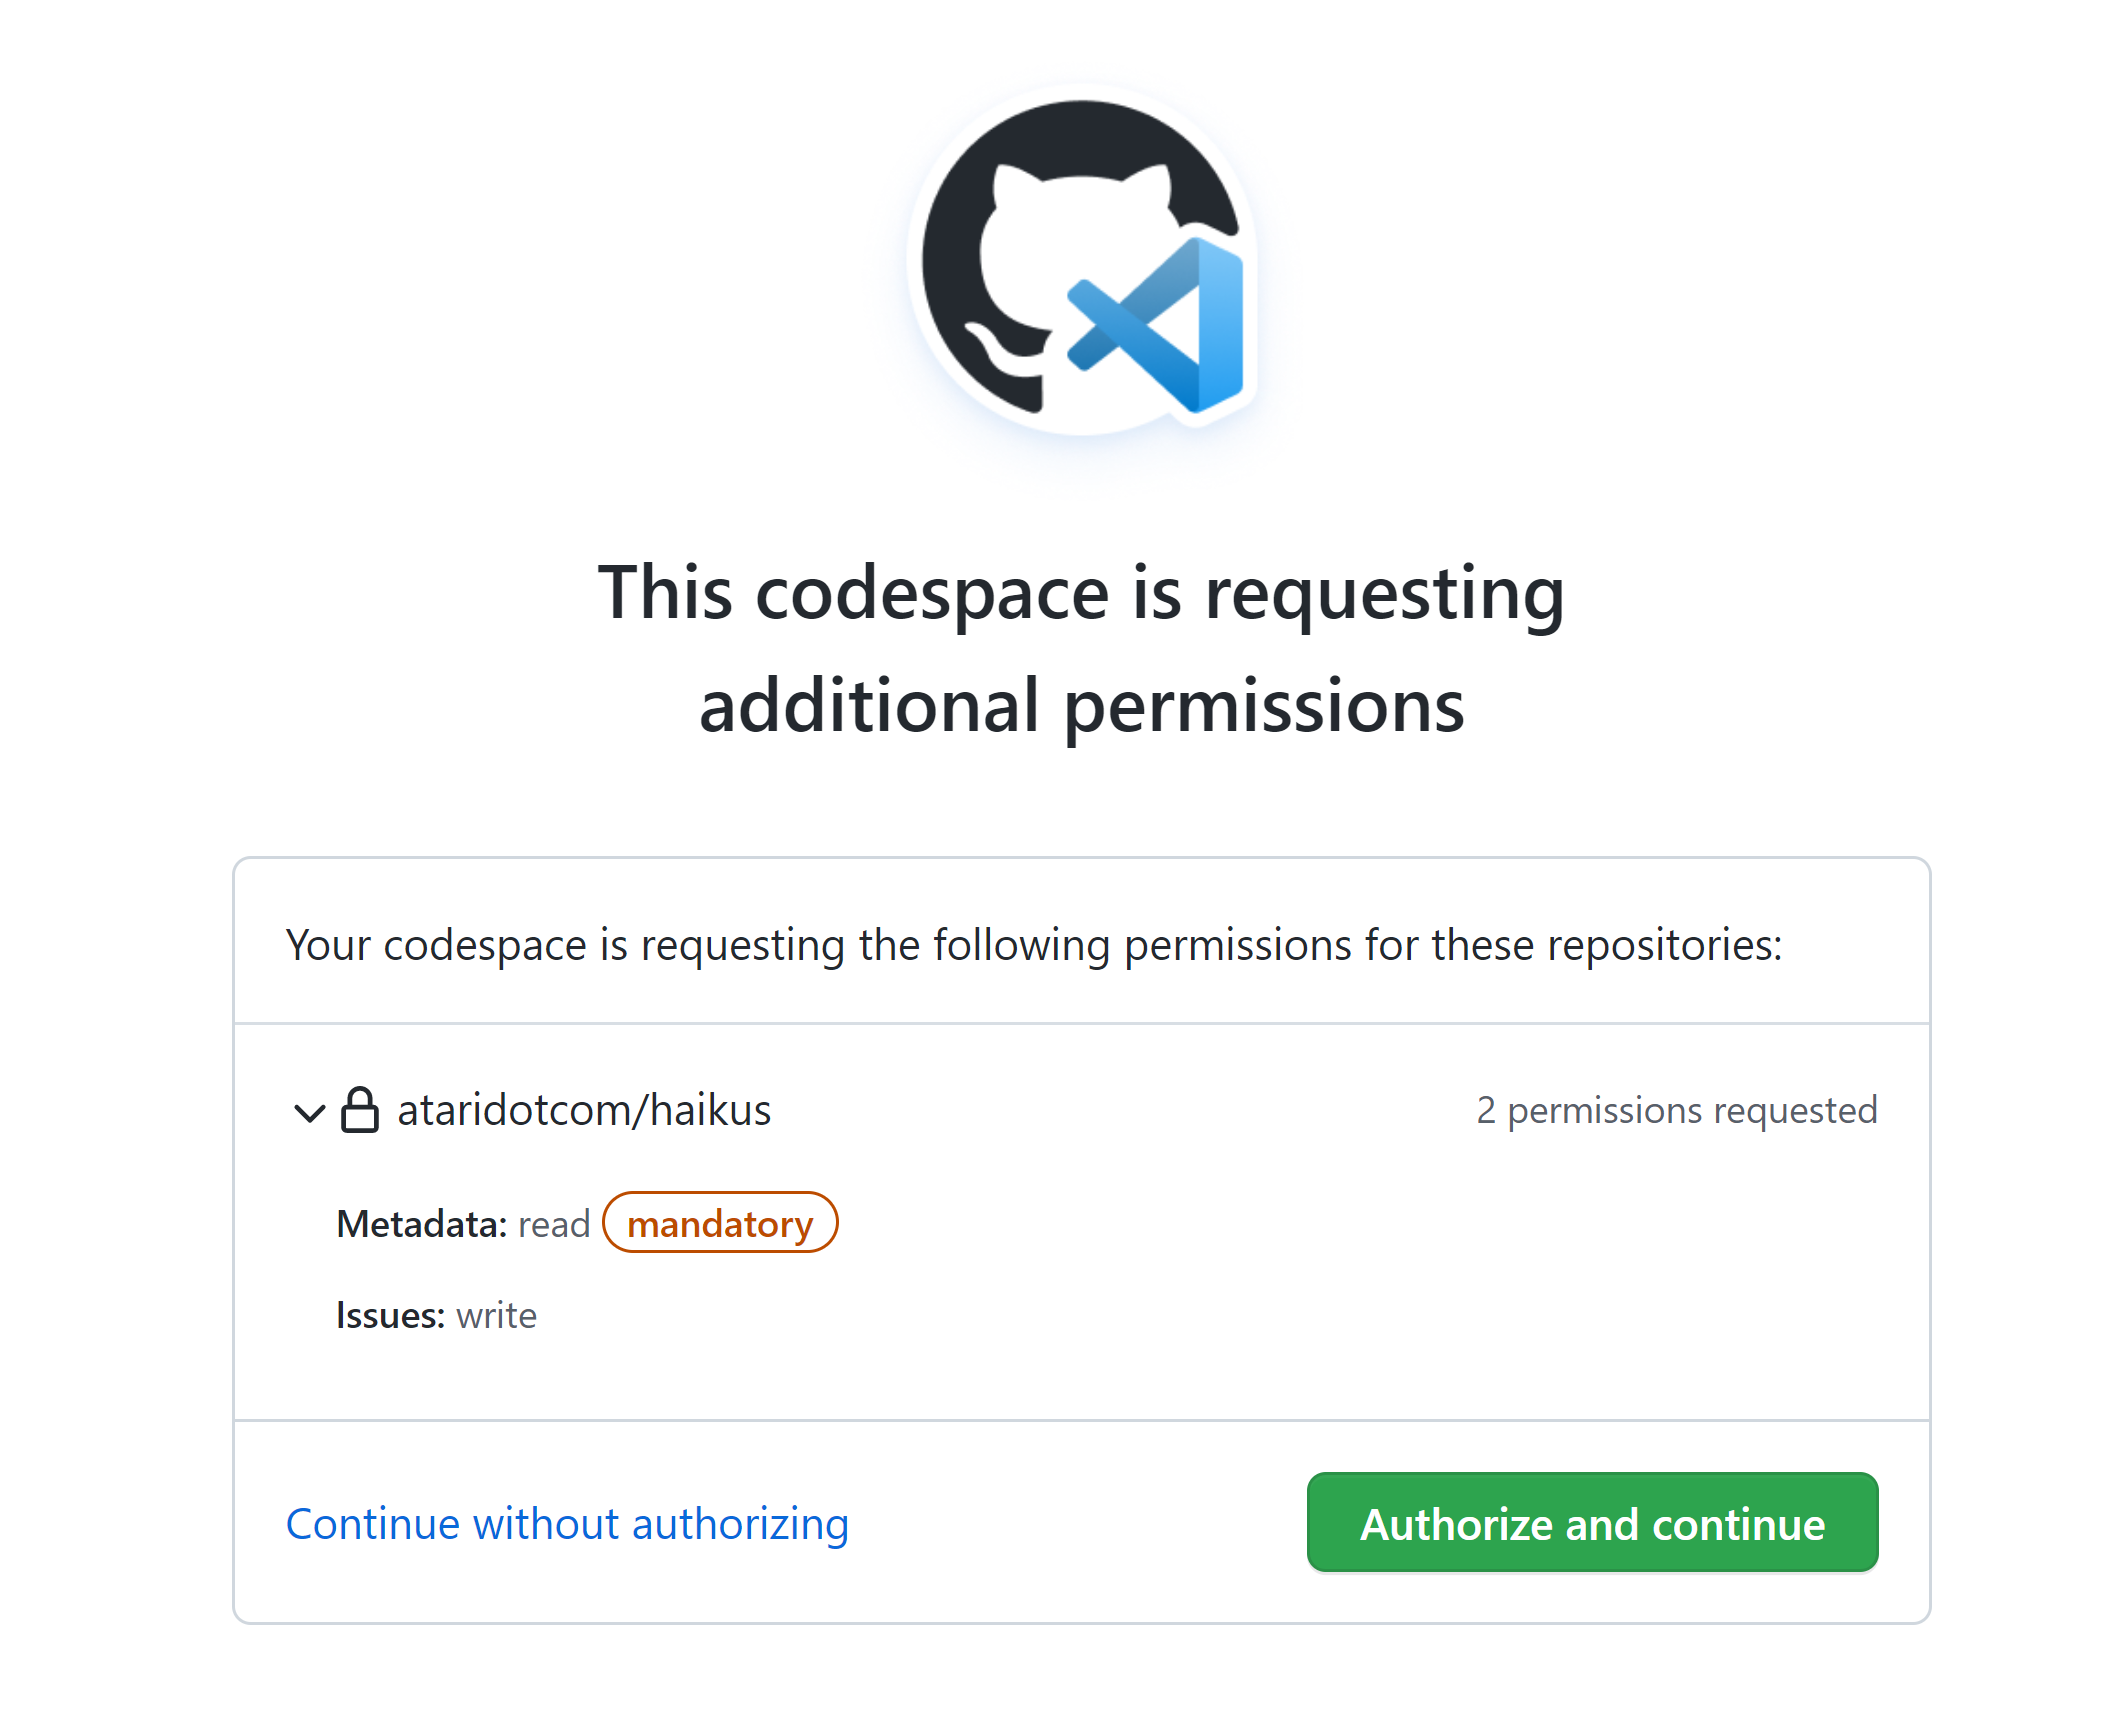 This codespace is requesting
additional permissions
Your codespace is requesting the following permissions for these repositories:
ataridotcom/haikus 2 permissions requested
Metadata: read mandatory
Issues: write
Continue without authorizing Authorize and continue